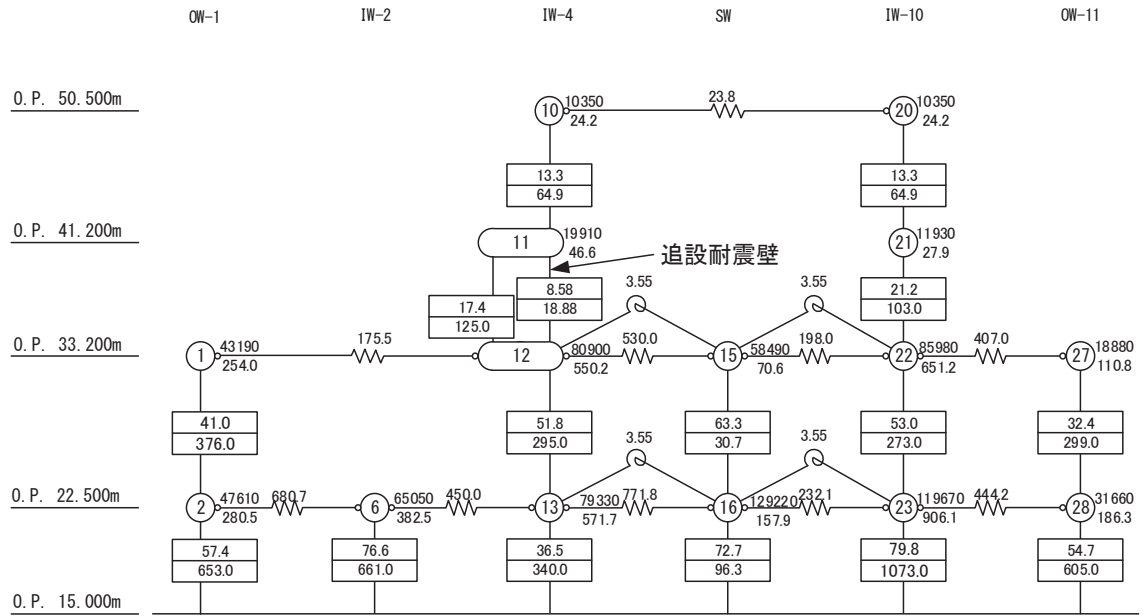 OW-1 IW-2 IW-4 SW IW-10 OW-11
O.P. 50.500m
10 10350 23.8 20 10350
24.2 24.2
13.3 13.3
64.9 64.9
O.P. 41.200m
11 19910 21 11930
46.6 27.9
追設耐震壁
8.58 3.55 3.55 21.2
17.4 18.88 103.0
125.0
O.P. 33.200m
1 43190 175.5 12 80900 530.0 15 58490 198.0 22 85980 407.0 27 18880
254.0 550.2 70.6 651.2 110.8
41.0 51.8 63.3 53.0 32.4
376.0 295.0 30.7 273.0 299.0
3.55 3.55
O.P. 22.500m
2 47610 680.7 6 65050 450.0 13 79330 771.8 16 129220 232.1 23 119670 444.2 28 31660
280.5 382.5 571.7 157.9 906.1 186.3
57.4 76.6 36.5 72.7 79.8 54.7
653.0 661.0 340.0 96.3 1073.0 605.0
O.P. 15.000m